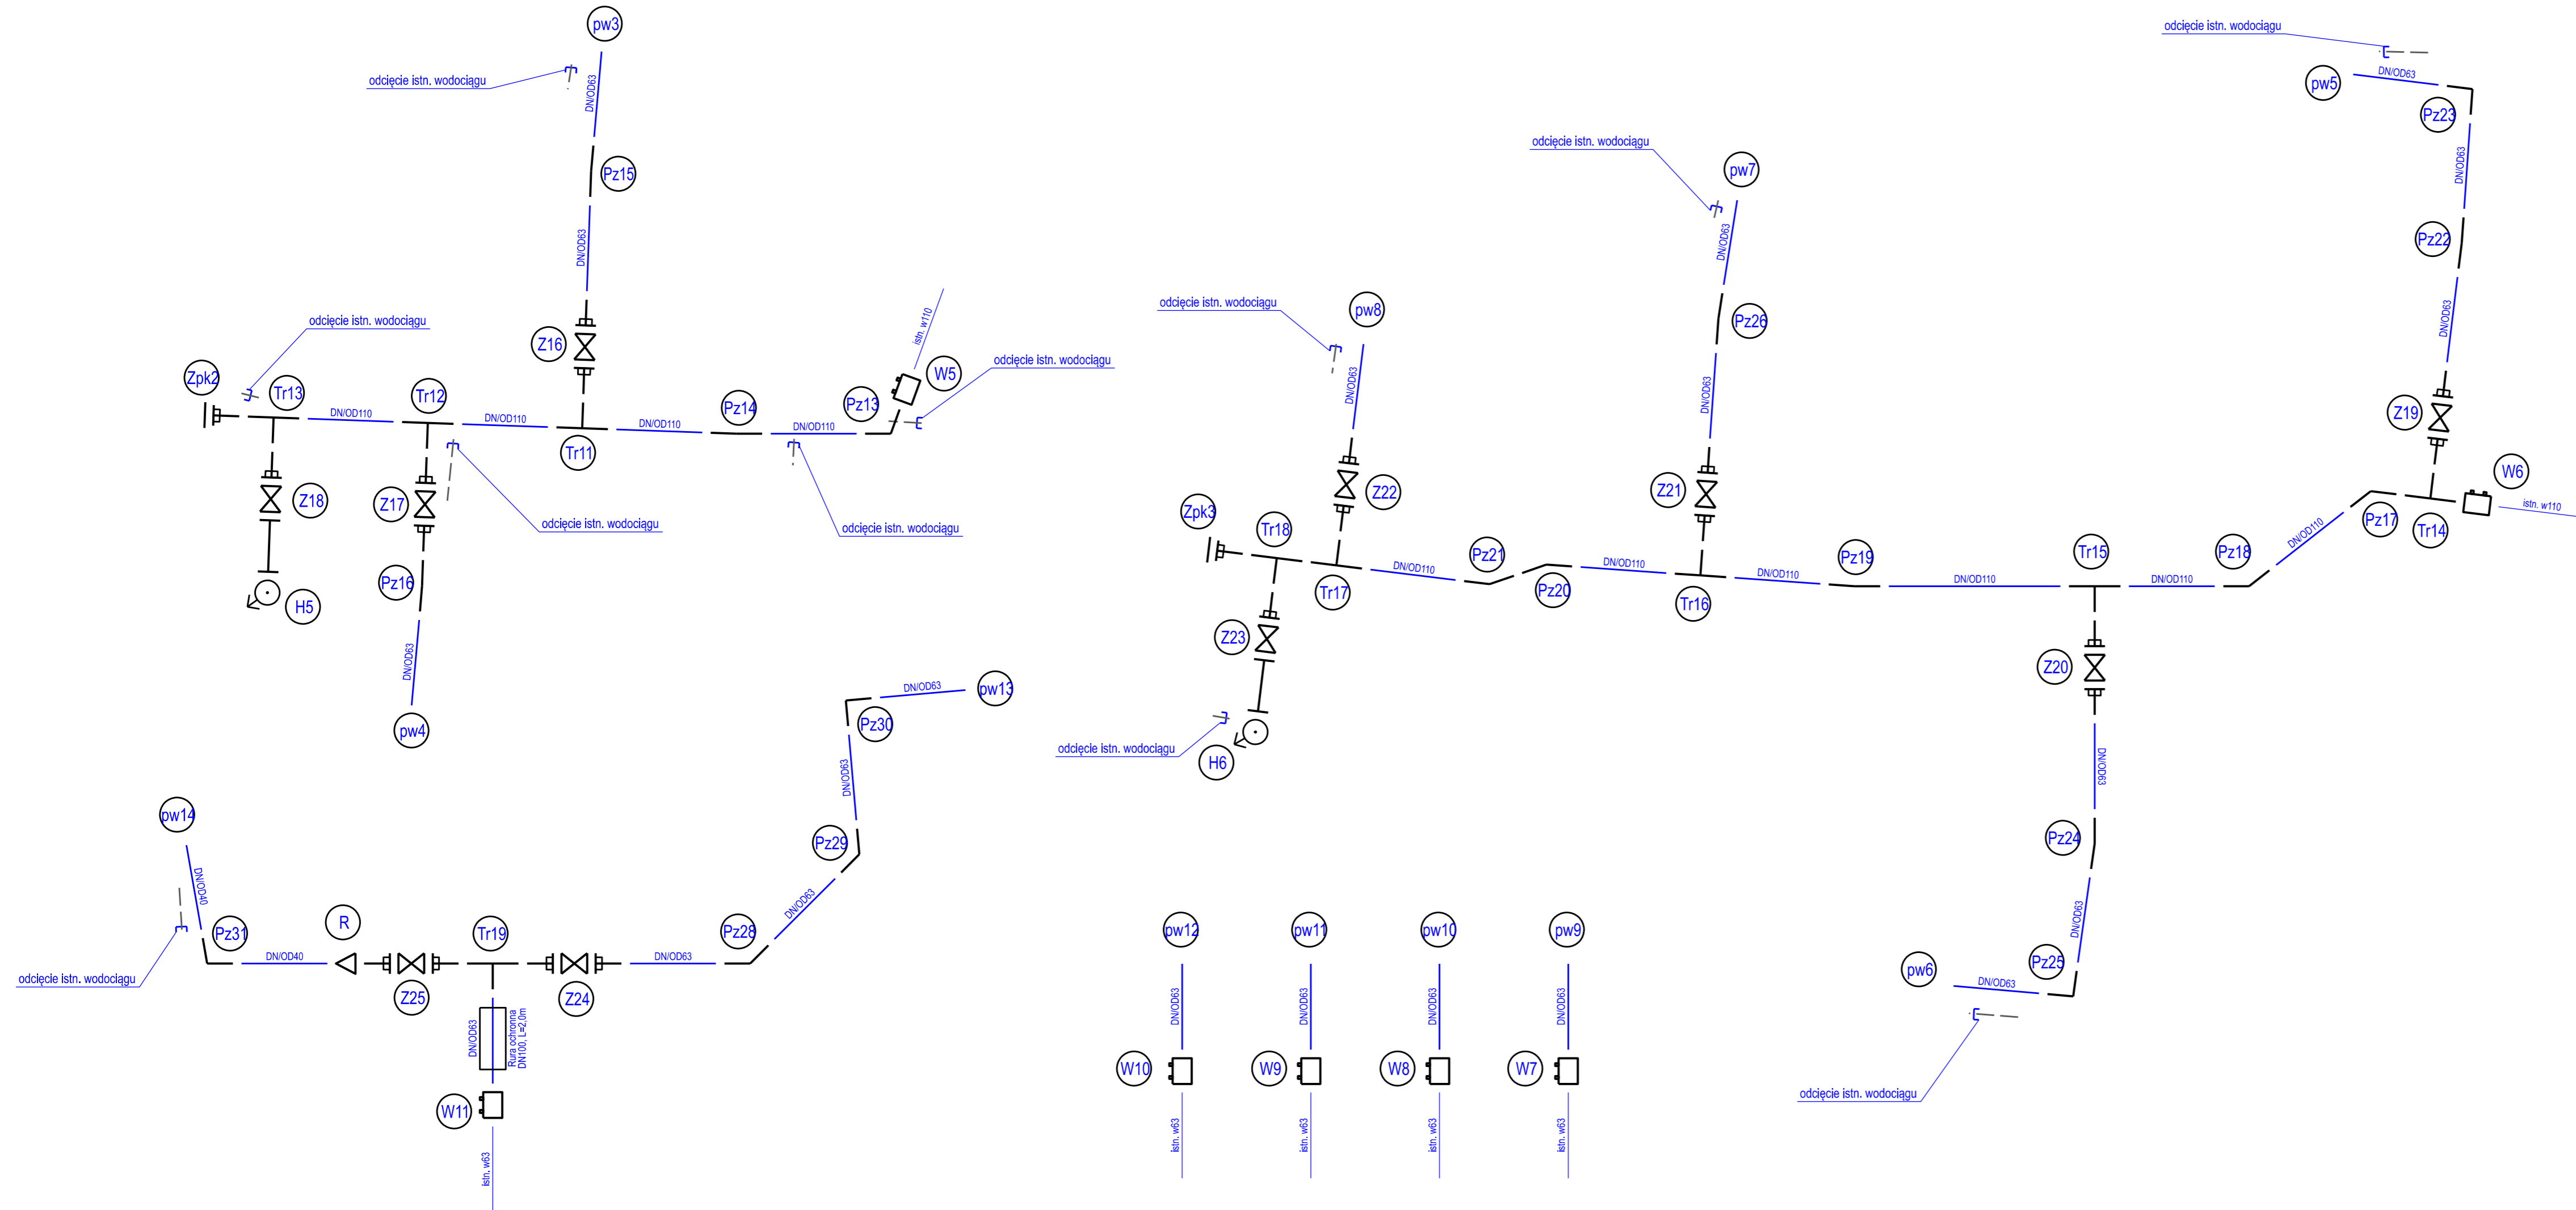 pw3
odcięcie istn. wodociągu
DN/OD63
Pz15
DN/OD63
odcięcie istn. wodociągu
Z16
istn. w110
odcięcie istn. wodociągu
W5
Zpk2
Tr13
Tr12
DN/OD110
DN/OD110
Tr11
DN/OD110
Pz14
DN/OD110
Pz13
Z18
Z17
odcięcie istn. wodociągu
odcięcie istn. wodociągu
Pz16
H5
DN/OD63
pw4
odcięcie istn. wodociągu
pw5
DN/OD63
Pz23
DN/OD63
Pz22
DN/OD63
Z19
W6
istn. w110
Tr14
Pz17
DN/OD110
Pz18
DN/OD110
Tr15
DN/OD110
Pz19
DN/OD110
Tr16
DN/OD110
Pz20
Pz21
DN/OD110
Tr17
Tr18
Zpk3
odcięcie istn. wodociągu
pw7
DN/OD63
Pz26
DN/OD63
Z21
odcięcie istn. wodociągu
pw8
DN/OD63
Z22
Z23
H6
odcięcie istn. wodociągu
Z20
DN/OD63
Pz24
DN/OD63
Pz25
DN/OD63
pw6
odcięcie istn. wodociągu
pw13
DN/OD63
Pz30
DN/OD63
Pz29
DN/OD63
Pz28
DN/OD63
Z24
Tr19
Z25
R
DN/OD40
Pz31
DN/OD40
pw14
odcięcie istn. wodociągu
DN/OD63
Rura ochronna
DN100, L=2,0m
W11
istn. w63
pw12
pw11
pw10
pw9
DN/OD63
DN/OD63
DN/OD63
DN/OD63
W10
W9
W8
W7
istn. w63
istn. w63
istn. w63
istn. w63